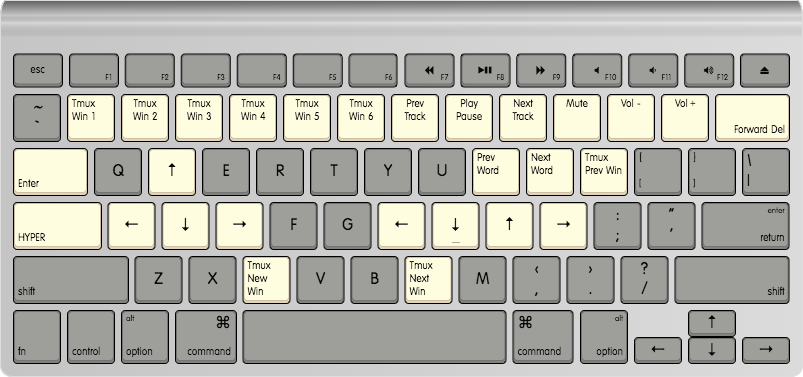 esc F1 F2 F3 F4 F5 F6 F7 F8 F9 F10 F11 F12
~ Tmux Tmux Tmux Tmux Tmux Tmux Prev Play Next Mute Vol - Vol +
` Win 1 Win 2 Win 3 Win 4 Win 5 Win 6 Track Pause Track Forward Del
Enter Q ↑ E R T Y U Prev Next Tmux [ } \
Word Word Prev Win [ ] |
HYPER ← ↓ → F G ← ↓ ↑ → : " enter
_ ; ' return
shift Z X Tmux V B Tmux M ‹ › ? shift
New Next , . /
Win Win
fn control alt ⌘ ⌘ alt ↑
option command command option ← ↓ →